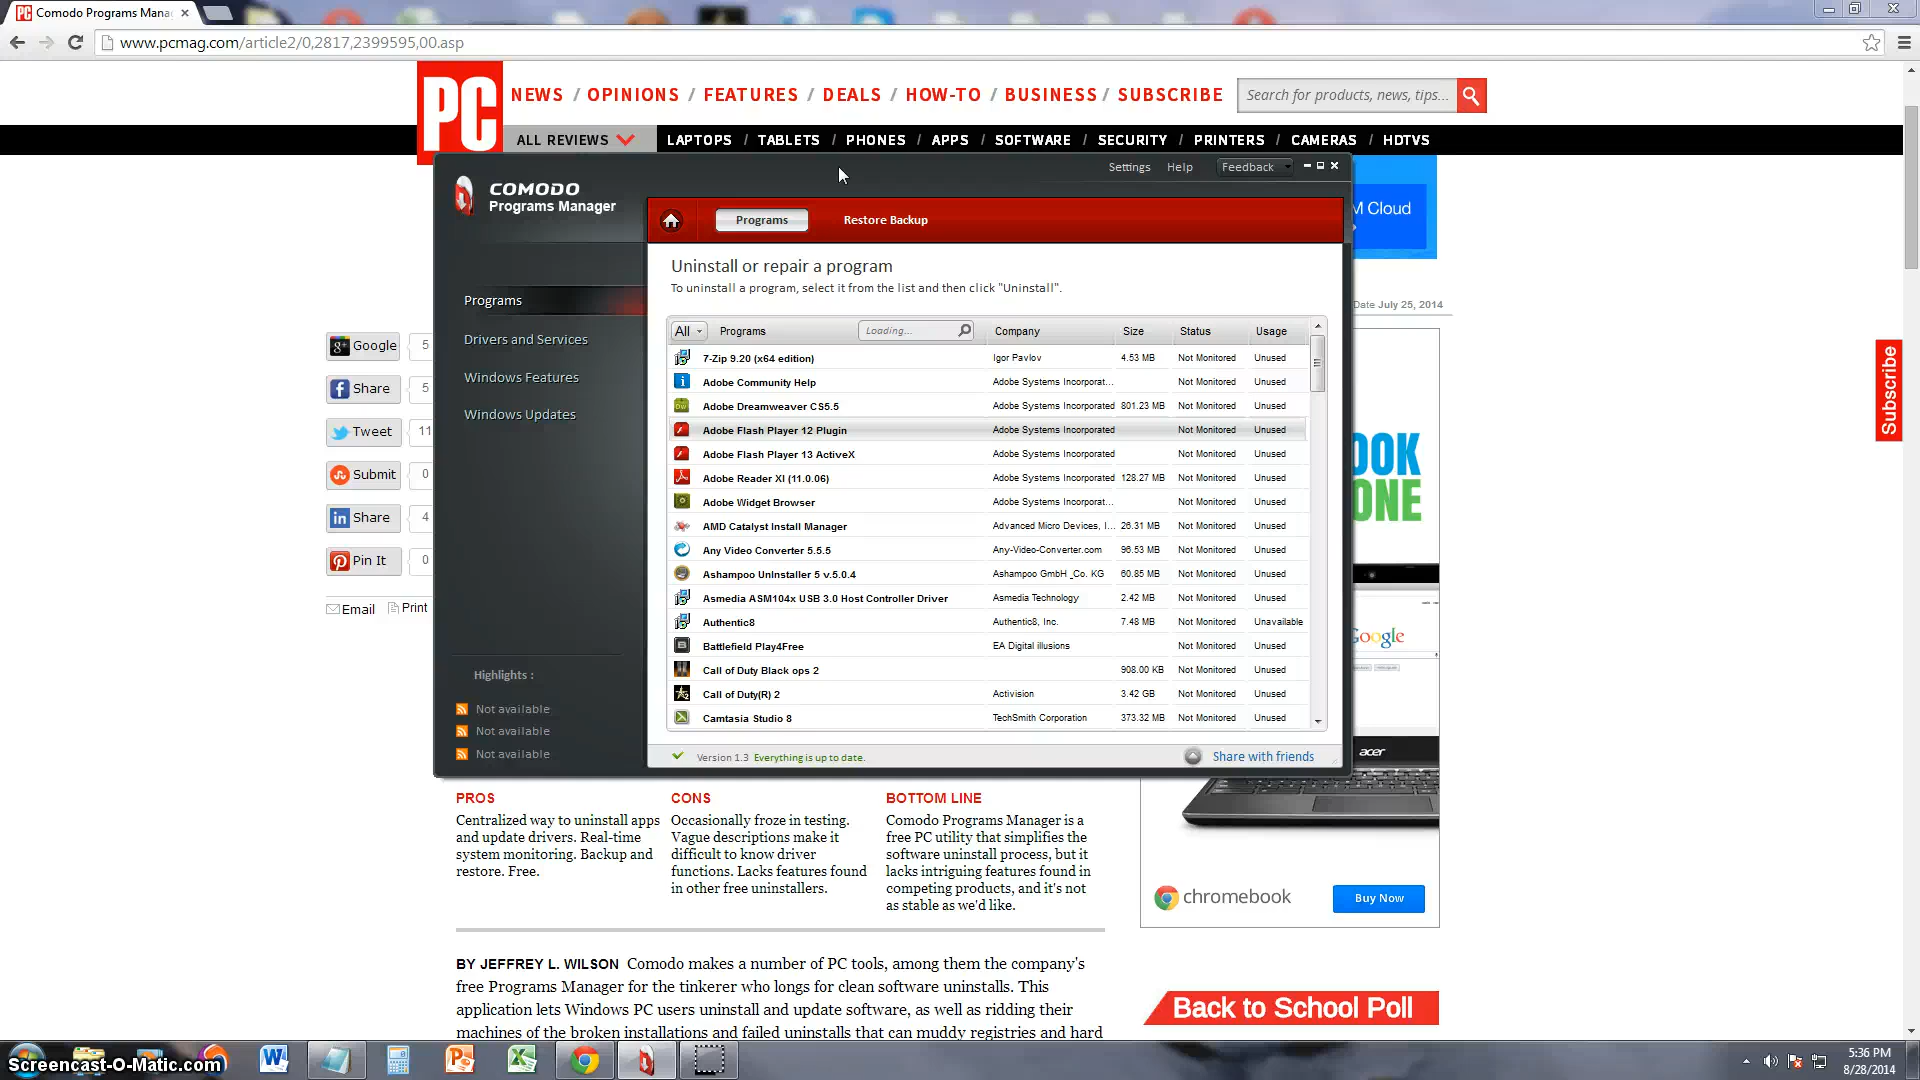 Comodo Programs Mana
www.pcmag.com/article2/0,2817,2399595,00.asp
PC
NEWS / OPINIONS / FEATURES / DEALS / HOW-TO / BUSINESS / SUBSCRIBE
Search for products, news, tips...
ALL REVIEWS
LAPTOPS / TABLETS / PHONES / APPS / SOFTWARE / SECURITY / PRINTERS / CAMERAS / HDTVS
Settings Help Feedback
COMODO
Programs Manager
Programs Restore Backup
M Cloud
Uninstall or repair a program
To uninstall a program, select it from the list and then click "Uninstall".
Date July 25, 2014
Programs
Drivers and Services
Windows Features
Windows Updates
All Programs Loading... Company Size Status Usage
7-Zip 9.20 (x64 edition) Igor Pavlov 4.53 MB Not Monitored Unused
Adobe Community Help Adobe Systems Incorporat... Not Monitored Unused
Adobe Dreamweaver CS5.5 Adobe Systems Incorporated 801.23 MB Not Monitored Unused
Adobe Flash Player 12 Plugin Adobe Systems Incorporated Not Monitored Unused
Adobe Flash Player 13 ActiveX Adobe Systems Incorporated Not Monitored Unused
Adobe Reader XI (11.0.06) Adobe Systems Incorporated 128.27 MB Not Monitored Unused
Adobe Widget Browser Adobe Systems Incorporat... Not Monitored Unused
AMD Catalyst Install Manager Advanced Micro Devices, I... 26.31 MB Not Monitored Unused
Any Video Converter 5.5.5 Any-Video-Converter.com 96.53 MB Not Monitored Unused
Ashampoo UnInstaller 5 v.5.0.4 Ashampoo GmbH _Co. KG 60.85 MB Not Monitored Unused
Asmedia ASM104x USB 3.0 Host Controller Driver Asmedia Technology 2.42 MB Not Monitored Unused
Authentic8 Authentic8, Inc. 7.48 MB Not Monitored Unavailable
Battlefield Play4Free EA Digital illusions Not Monitored Unused
Call of Duty Black ops 2 908.00 KB Not Monitored Unused
Call of Duty(R) 2 Activision 3.42 GB Not Monitored Unused
Camtasia Studio 8 TechSmith Corporation 373.32 MB Not Monitored Unused
Google 5
Share 5
Tweet 11
Submit 0
in Share 4
Pin It 0
Email Print
Subscribe
OOK
ONE
Google
acer
Highlights :
Not available
Not available
Not available
Version 1.3 Everything is up to date.
Share with friends
PROS
Centralized way to uninstall apps
and update drivers. Real-time
system monitoring. Backup and
restore. Free.
CONS
Occasionally froze in testing.
Vague descriptions make it
difficult to know driver
functions. Lacks features found
in other free uninstallers.
BOTTOM LINE
Comodo Programs Manager is a
free PC utility that simplifies the
software uninstall process, but it
lacks intriguing features found in
competing products, and it's not
as stable as we'd like.
chromebook
Buy Now
BY JEFFREY L. WILSON Comodo makes a number of PC tools, among them the company's
free Programs Manager for the tinkerer who longs for clean software uninstalls. This
application lets Windows PC users uninstall and update software, as well as ridding their
machines of the broken installations and failed uninstalls that can muddy registries and hard
Back to School Poll
Screencast-O-Matic.com
5:36 PM
8/28/2014